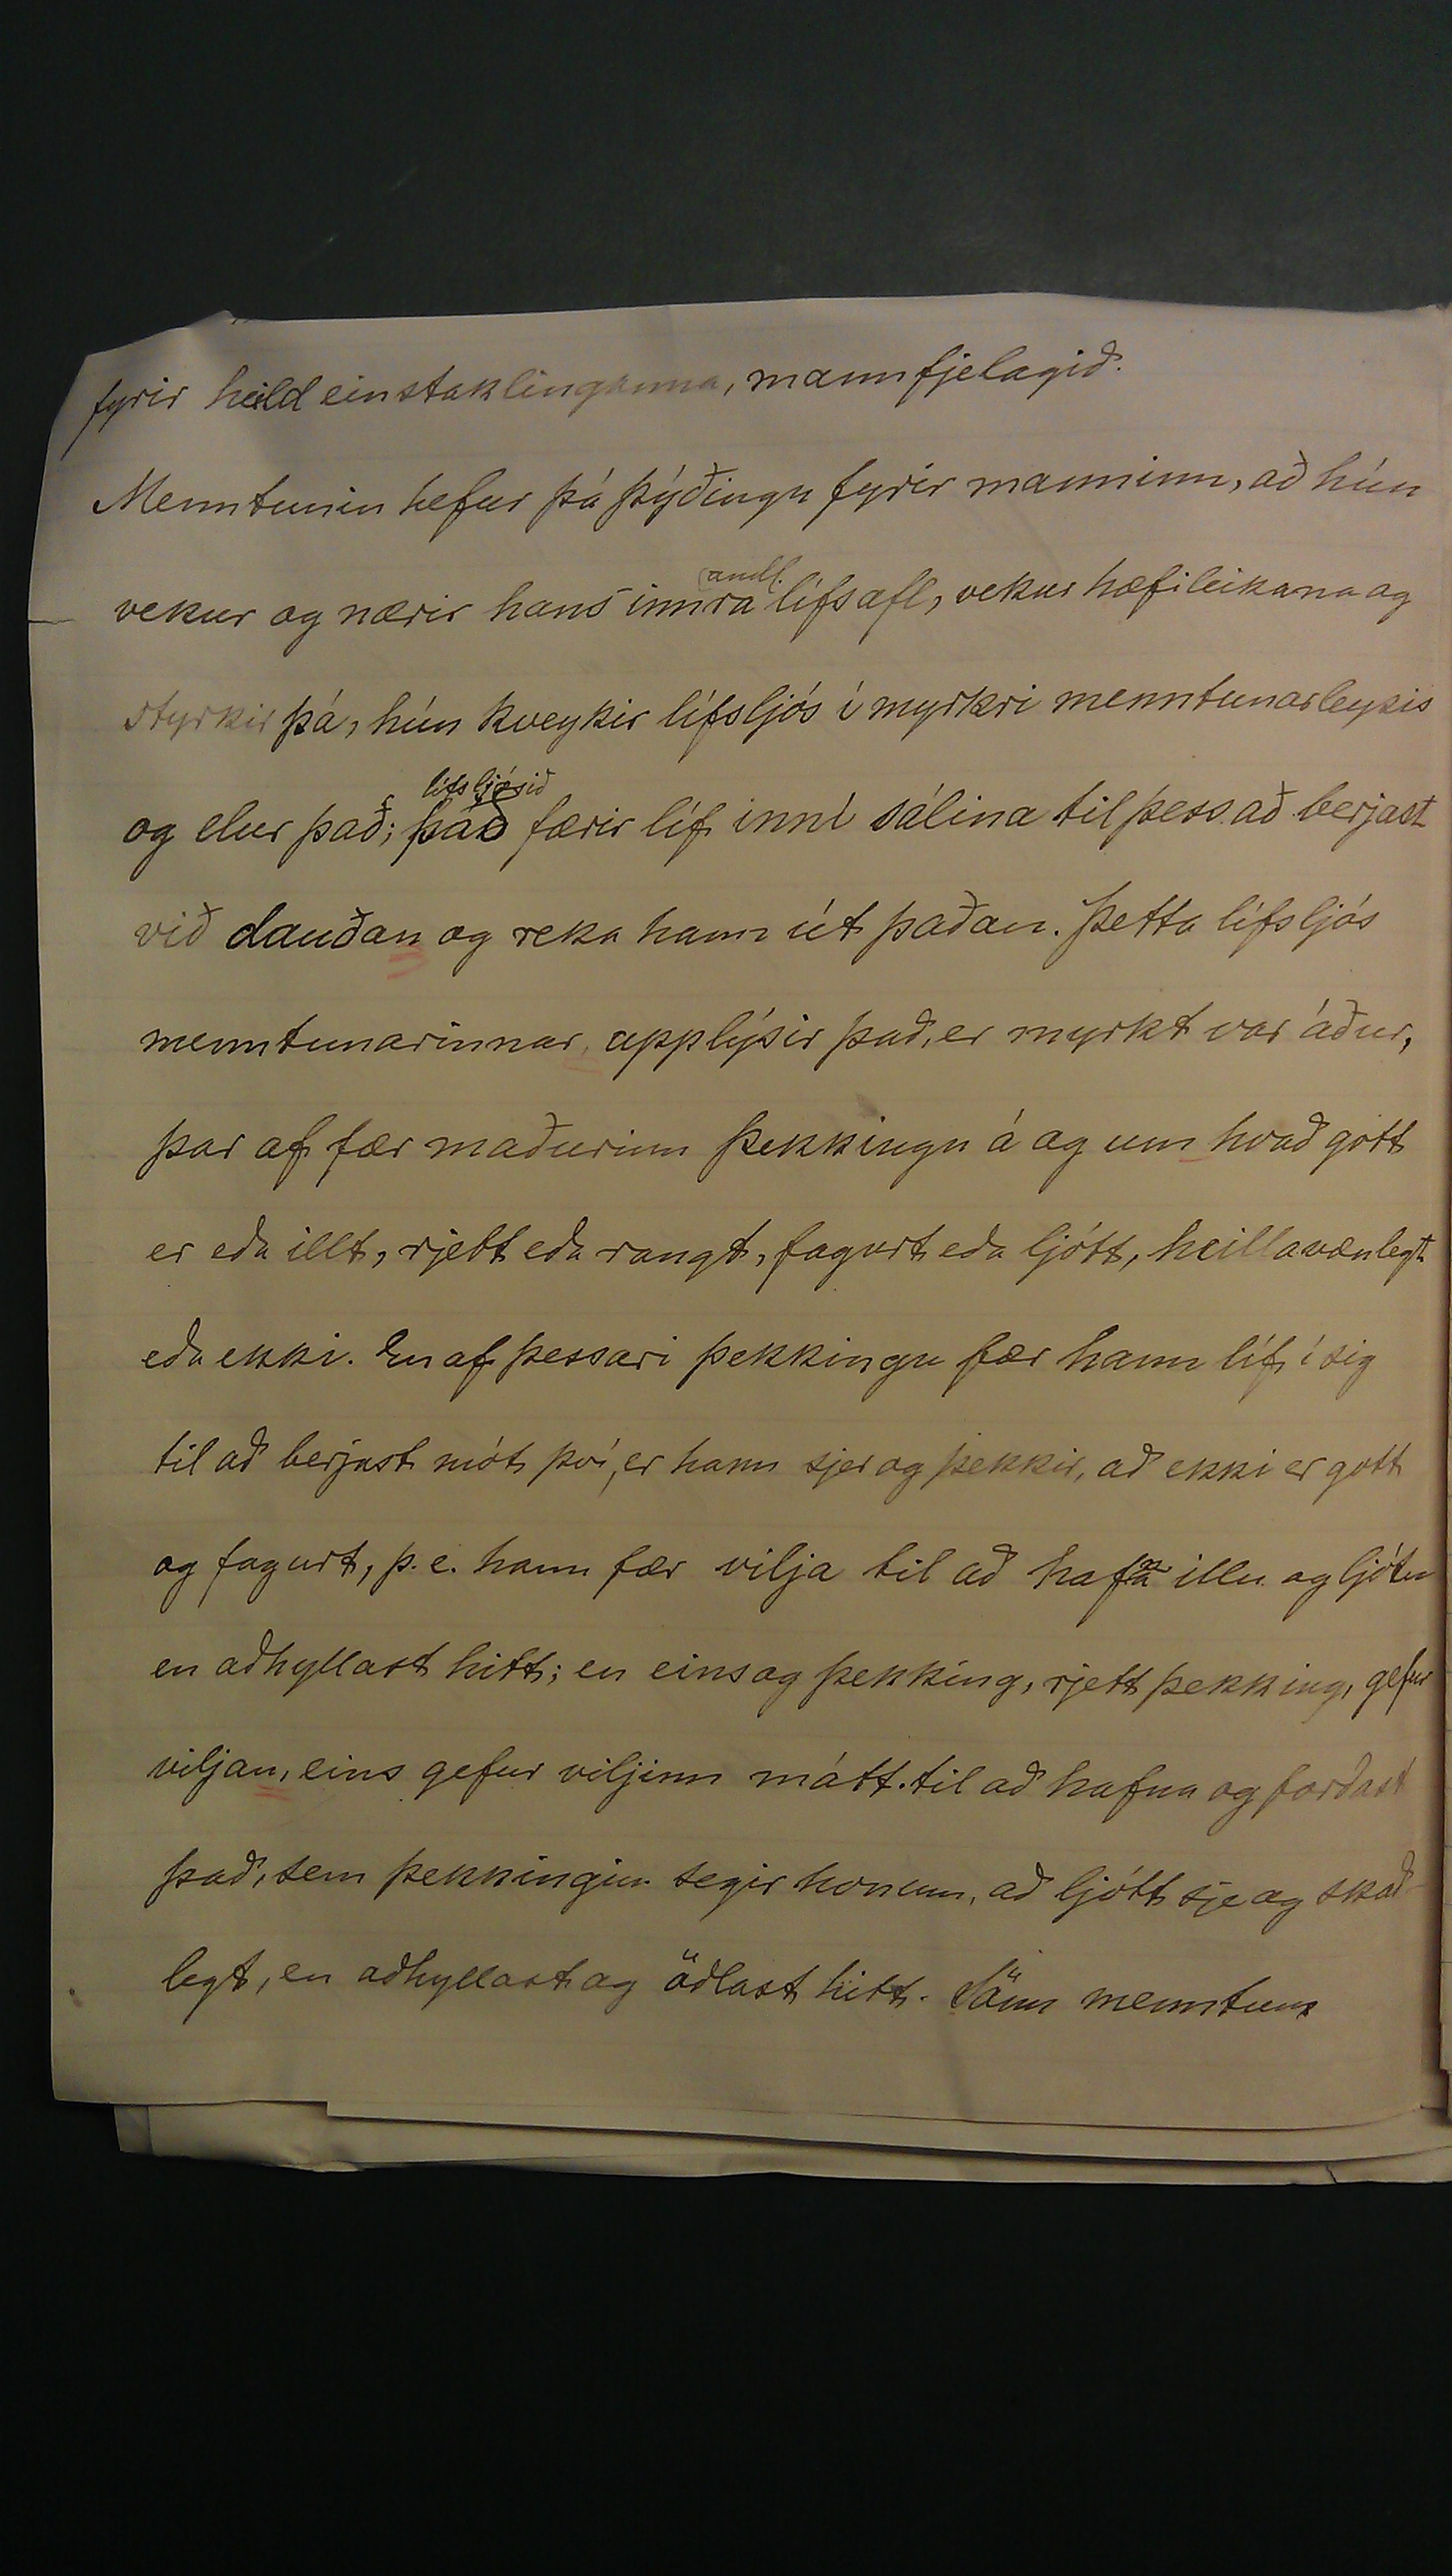 fyrir heild einstaklinganna, mannfjelagið.
Menntunin hefur þá þýðingu fyrir manninn, að hún
(andl.
vekur og nærir hans innra lífsafl, vekur hæfileikana og
styrkir þá, hún kveykir lífsljós í myrkri menntunarleysis
lífsljósið
og elur það; það færir líf inní sálina til þess að berjast
við dauðan og reka hann út þaðan. Þetta lífsljós
menntunarinnar, upplýsir það, er myrkt var áður,
þar af fær maðurinn þekkingu á og um hvað gott
er eða illt, rjett eða rangt, fagurt eða ljótt, heillavænlegt
eða ekki. En af þessari þekkingu fær hann líf í sig
til að berjast mót því, er hann sjer og þekkir, að ekki er gott
og fagurt, þ.e. hann fær vilja til að hafna illu og ljótu
en aðhyllast hitt; en eins og þekking, rjett þekking, gefur
viljan, eins gefur viljinn mátt til að hafna og forðast
það, sem þekkingin segir honum, að ljótt sje og skað-
legt, en aðhyllast og öðlast hitt. Sönn menntun